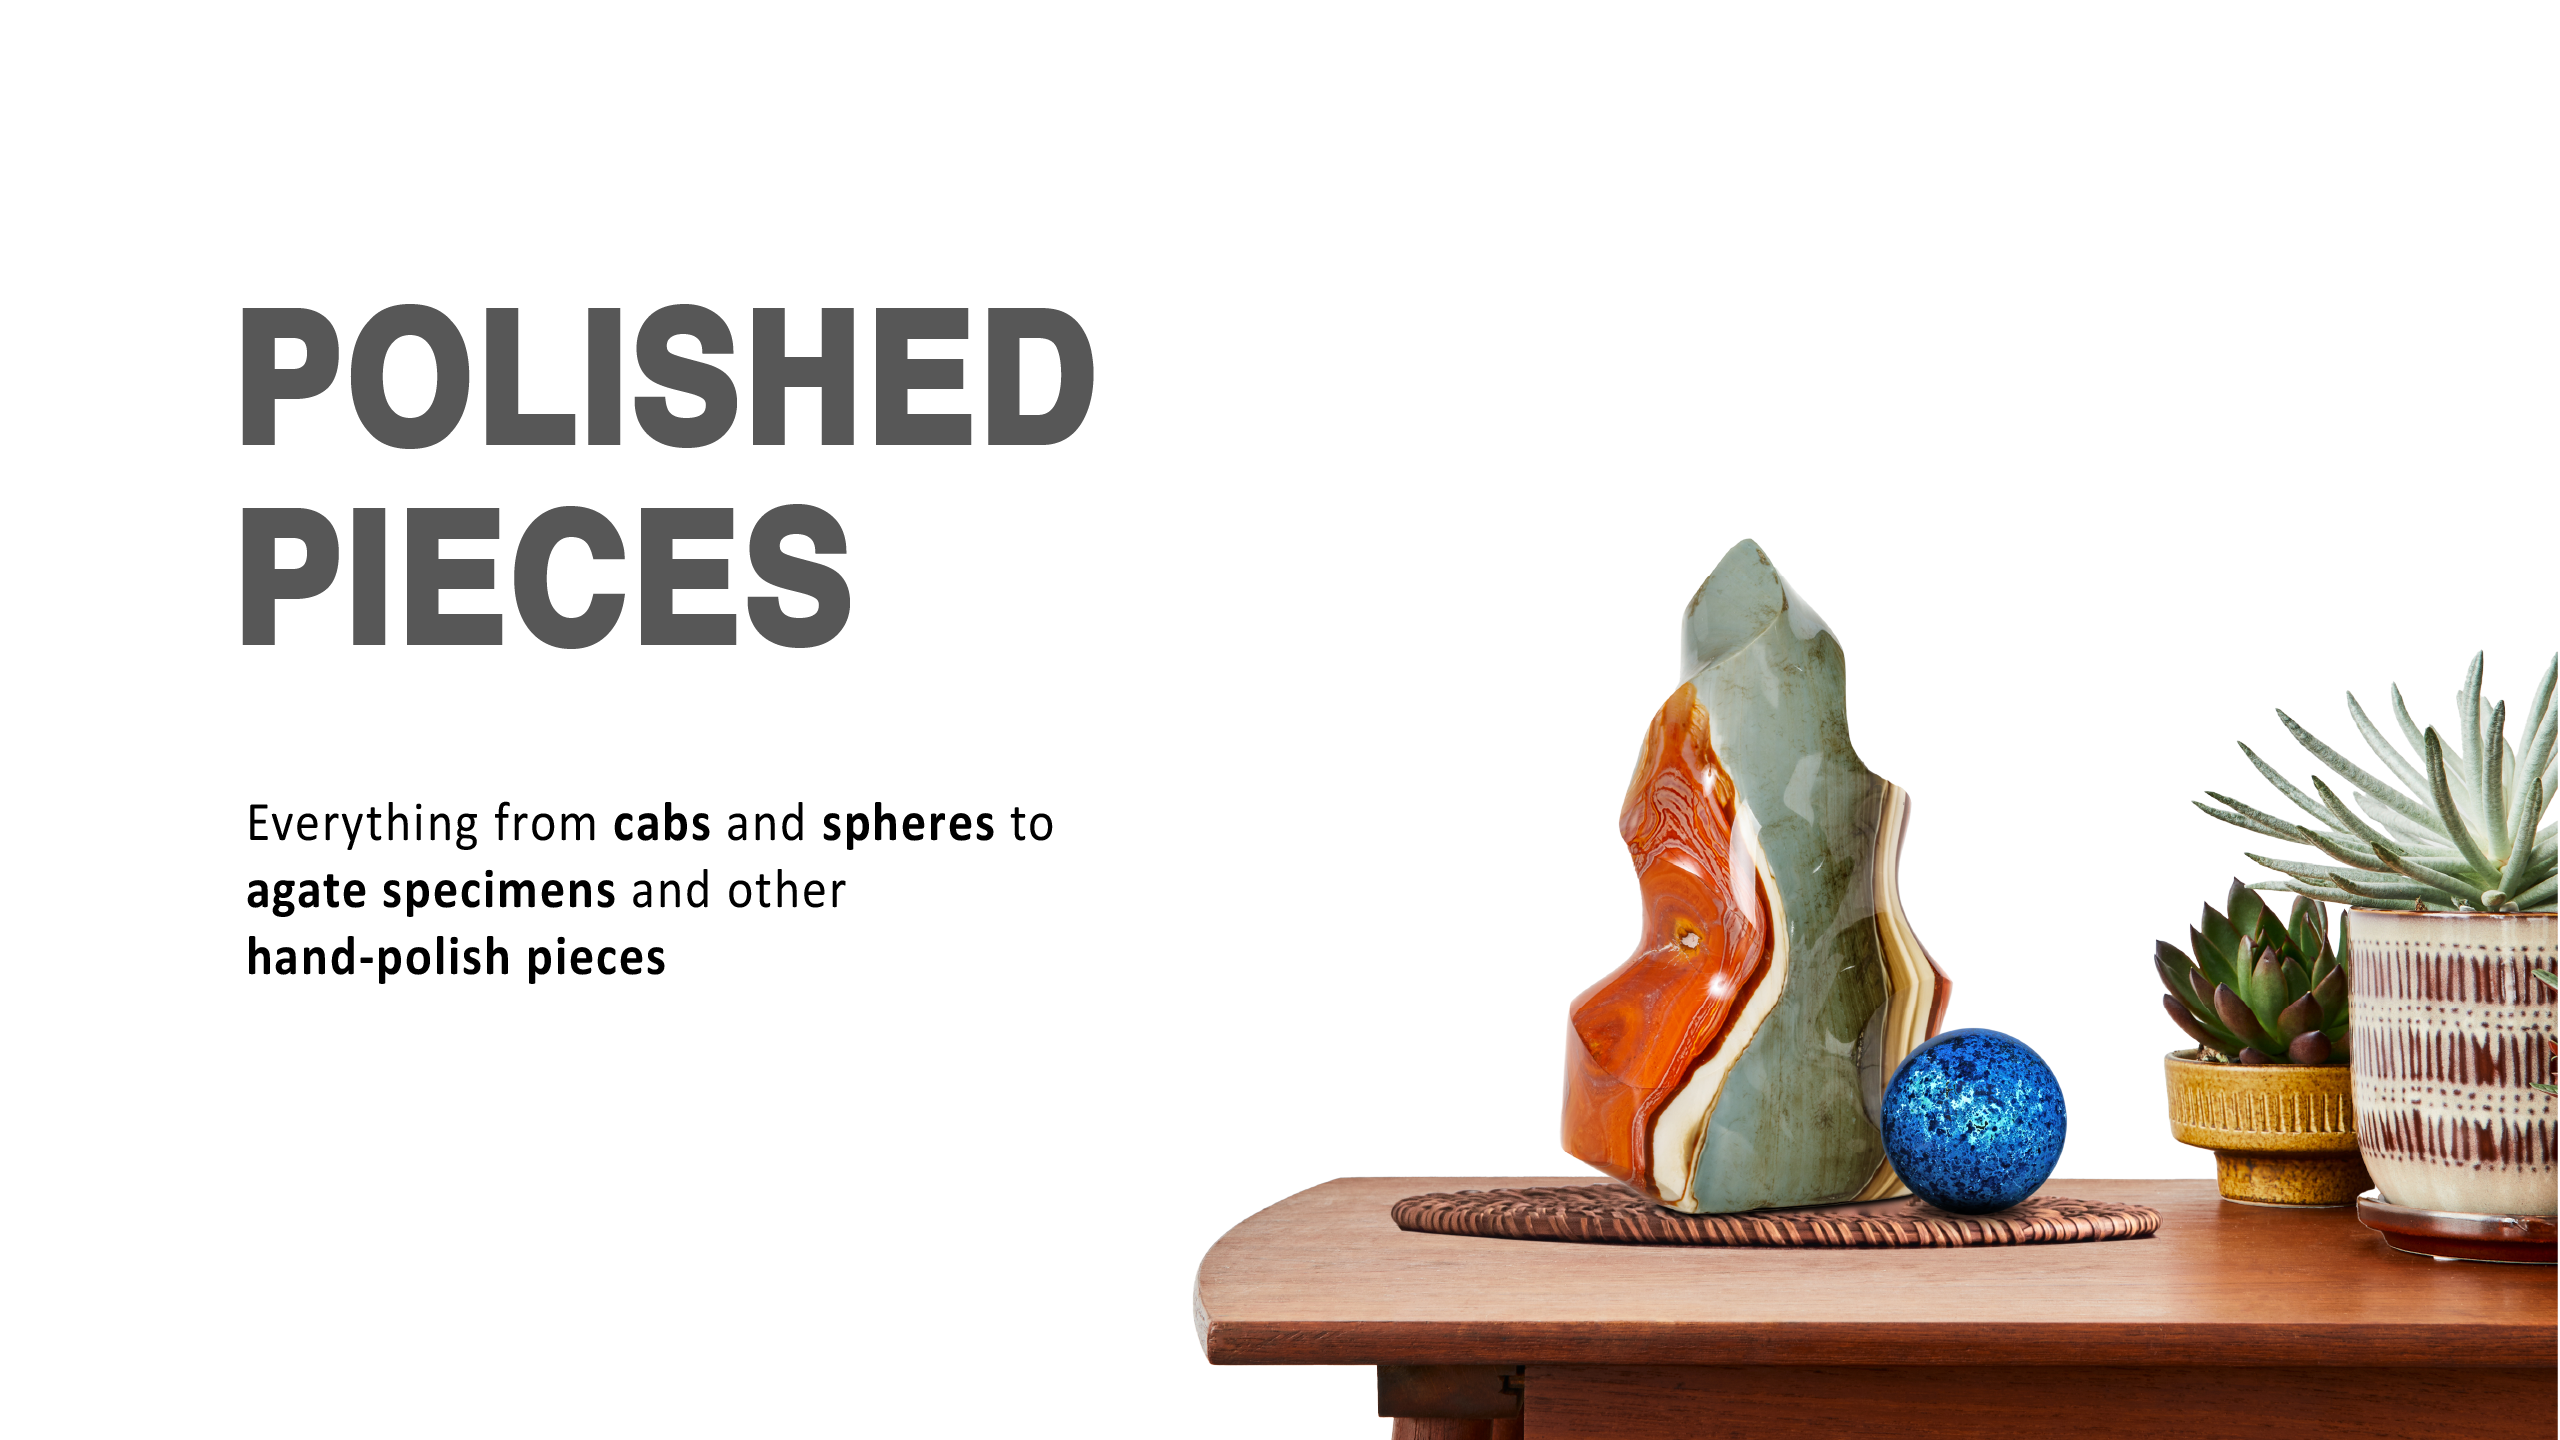 POLISHED
PIECES
Everything from cabs and spheres to
agate specimens and other
hand-polish pieces